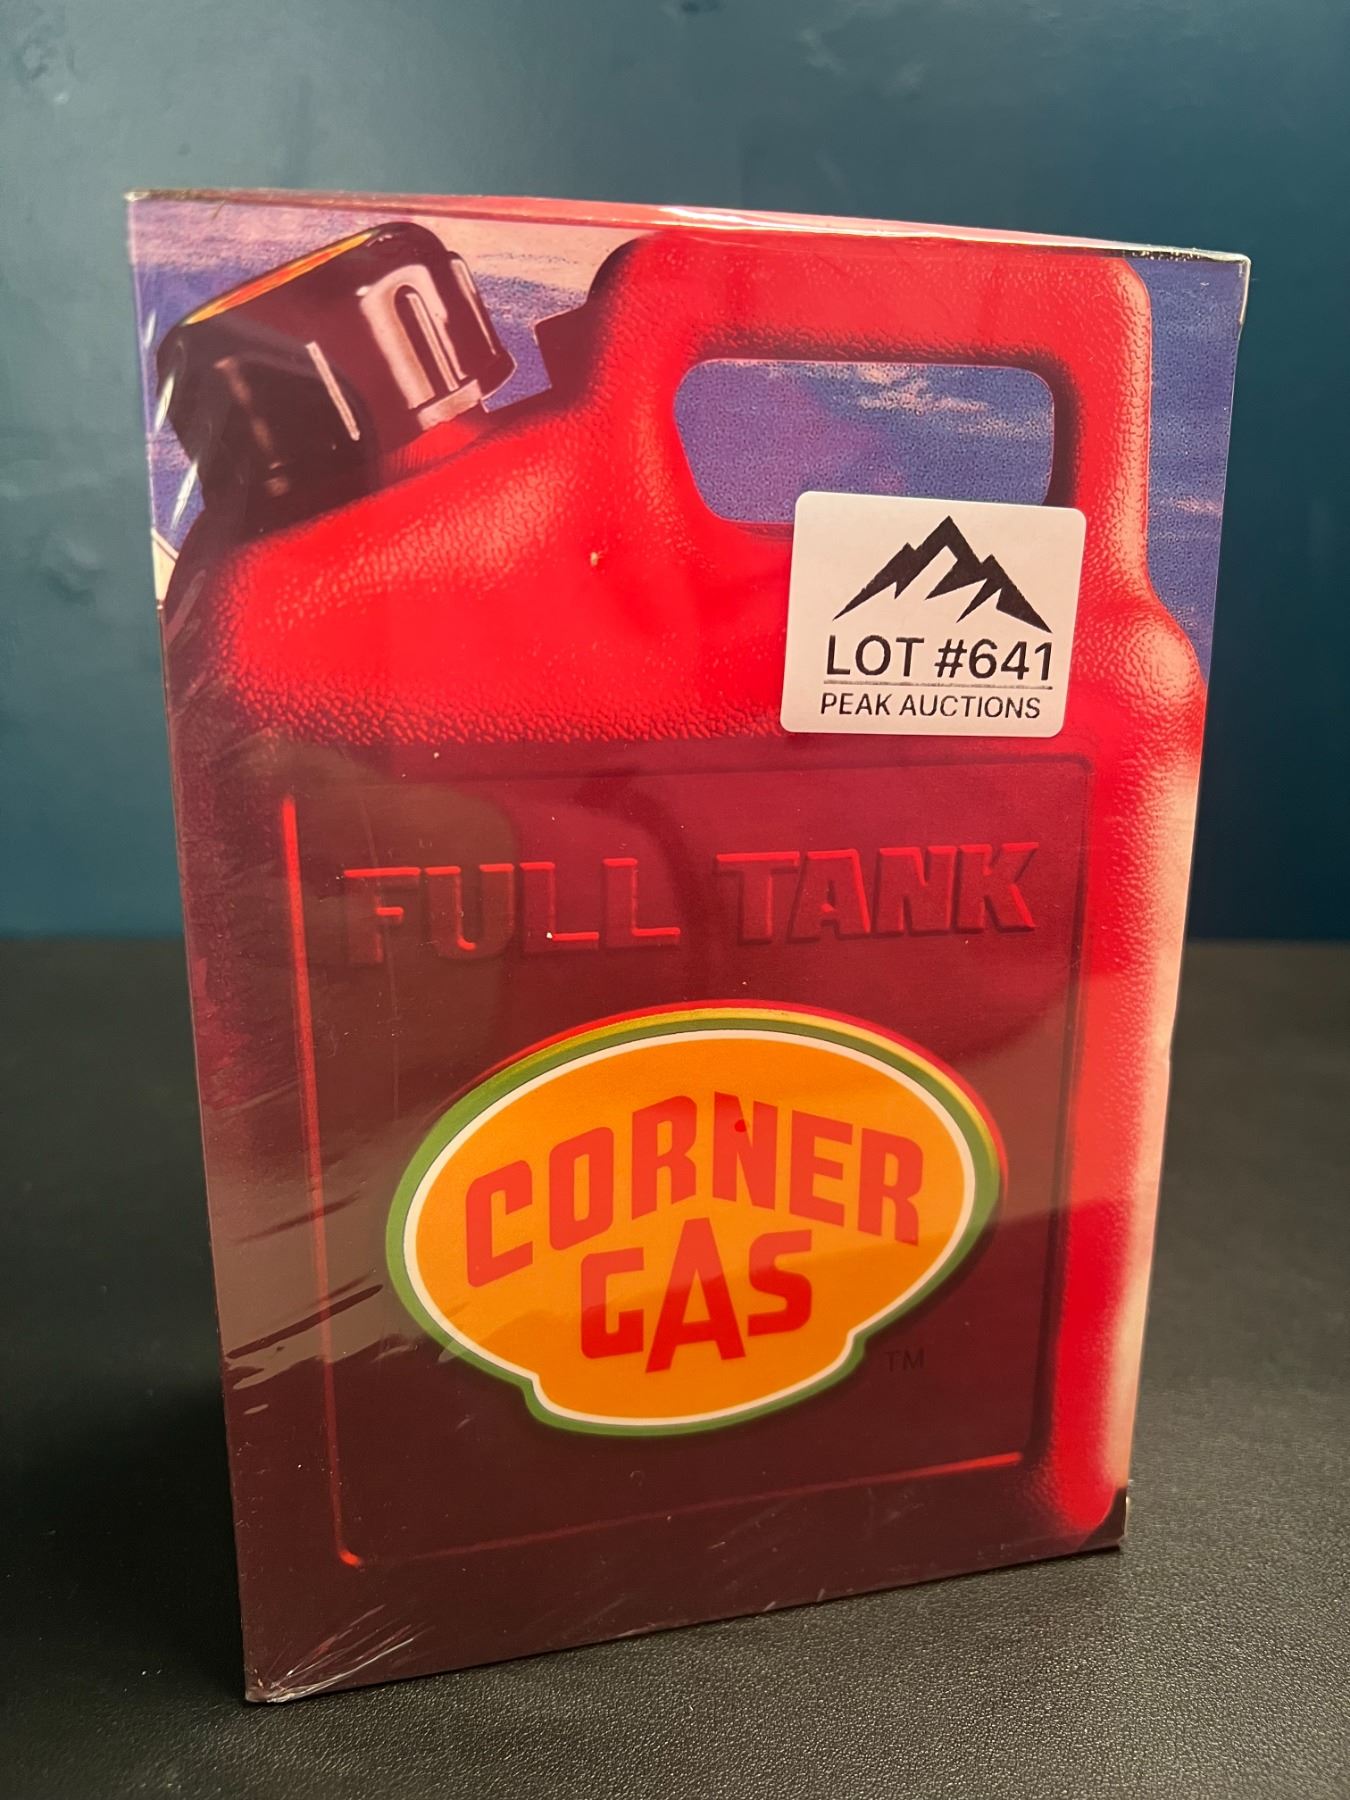 LOT #641
PEAK AUCTIONS
FULL TANK
CORNER
GAS
TM